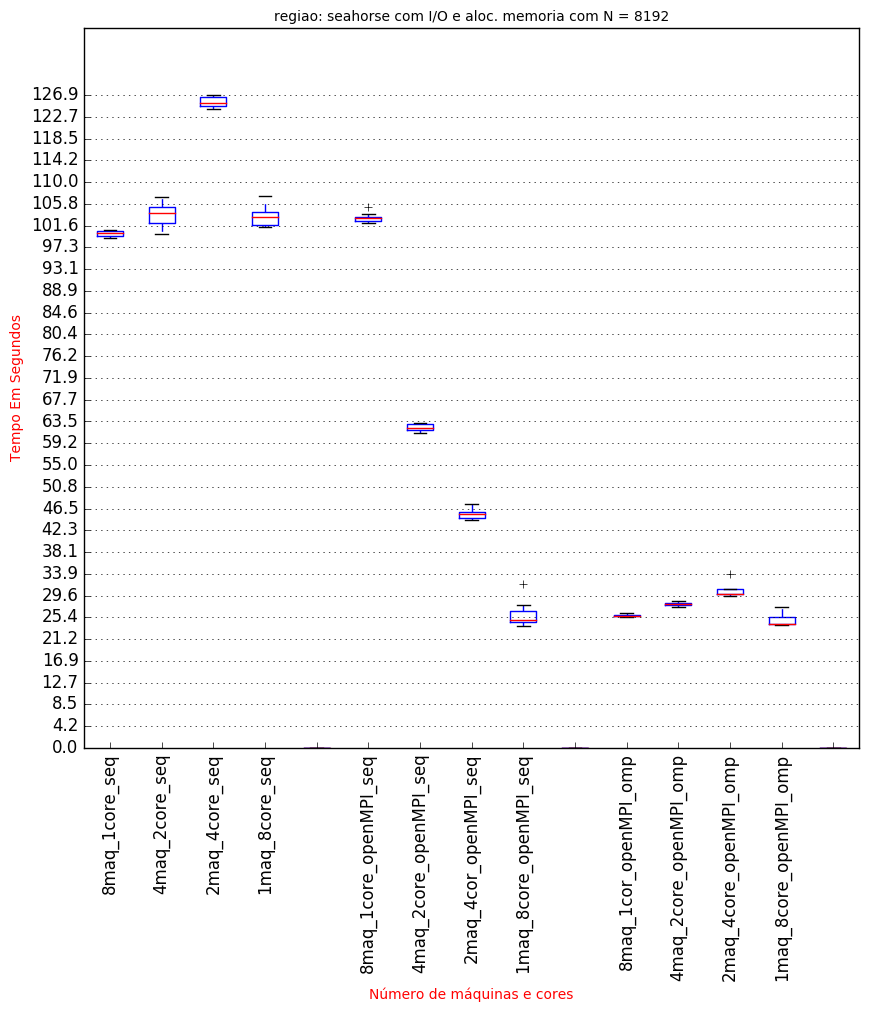 regiao: seahorse com I/O e aloc. memoria com N = 8192
126.9
122.7
118.5
114.2
110.0
105.8
101.6
97.3
93.1
88.9
84.6
80.4
76.2
71.9
67.7
63.5
59.2
55.0
50.8
46.5
42.3
38.1
33.9
29.6
25.4
21.2
16.9
12.7
8.5
4.2
0.0
Tempo Em Segundos
8maq_1core_seq
4maq_2core_seq
2maq_4core_seq
1maq_8core_seq
8maq_1core_openMPI_seq
4maq_2core_openMPI_seq
2maq_4cor_openMPI_seq
1maq_8core_openMPI_seq
8maq_1cor_openMPI_omp
4maq_2core_openMPI_omp
2maq_4core_openMPI_omp
1maq_8core_openMPI_omp
Número de máquinas e cores